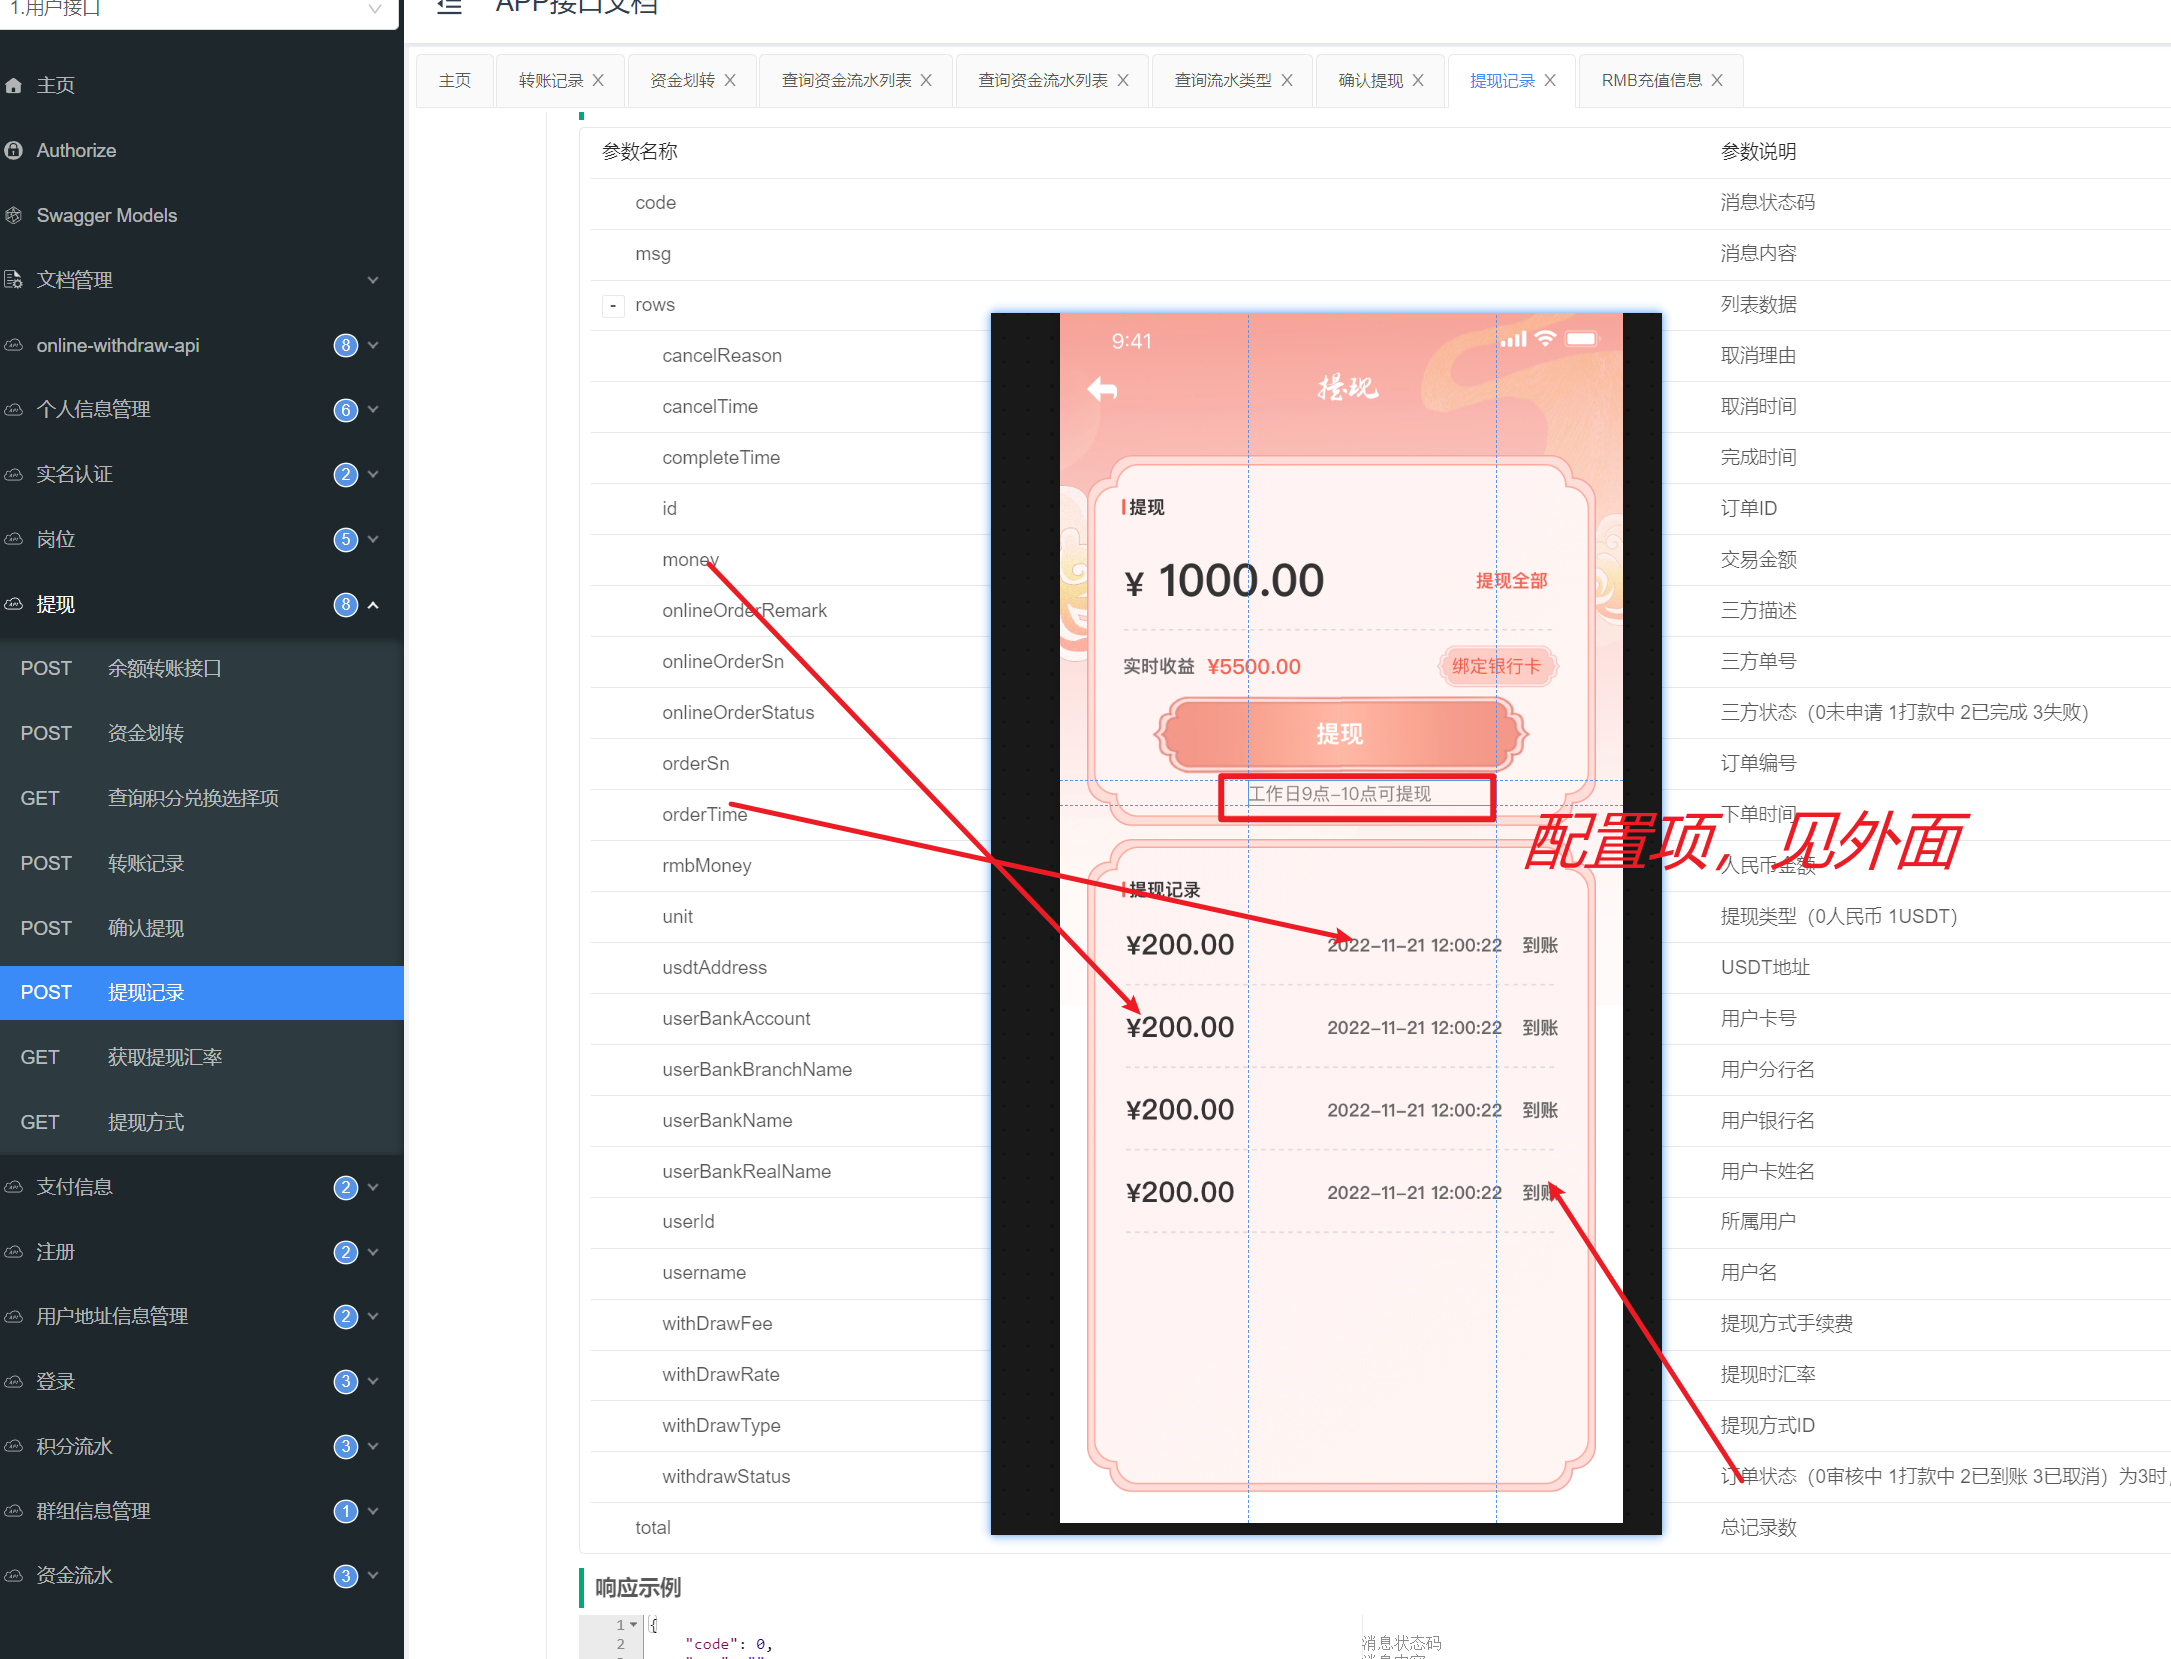 1.用户接口
APP接口文档
主页
Authorize
Swagger Models
文档管理
online-withdraw-api 8
个人信息管理 6
实名认证 2
岗位 5
提现 8
POST 余额转账接口
POST 资金划转
GET 查询积分兑换选择项
POST 转账记录
POST 确认提现
POST 提现记录
GET 获取提现汇率
GET 提现方式
支付信息 2
注册 2
用户地址信息管理 2
登录 3
积分流水 3
群组信息管理 1
资金流水 3
主页 转账记录 资金划转 查询资金流水列表 查询资金流水列表 查询流水类型 确认提现 提现记录 RMB充值信息
参数名称 参数说明
code 消息状态码
msg 消息内容
- rows 列表数据
cancelReason 取消理由
cancelTime 取消时间
completeTime 完成时间
id 订单ID
money 交易金额
onlineOrderRemark 三方描述
onlineOrderSn 三方单号
onlineOrderStatus 三方状态（0未申请 1打款中 2已完成 3失败）
orderSn 订单编号
orderTime 下单时间
rmbMoney 人民币金额
unit 提现类型（0人民币 1USDT）
usdtAddress USDT地址
userBankAccount 用户卡号
userBankBranchName 用户分行名
userBankName 用户银行名
userBankRealName 用户卡姓名
userId 所属用户
username 用户名
withDrawFee 提现方式手续费
withDrawRate 提现时汇率
withDrawType 提现方式ID
withdrawStatus 订单状态（0审核中 1打款中 2已到账 3已取消）为3时
total 总记录数
9:41
提现
提现
¥ 1000.00 提现全部
实时收益 ¥5500.00 绑定银行卡
提现
工作日9点-10点可提现
配置项，见外面
提现记录
¥200.00 2022-11-21 12:00:22 到账
¥200.00 2022-11-21 12:00:22 到账
¥200.00 2022-11-21 12:00:22 到账
¥200.00 2022-11-21 12:00:22 到账
响应示例
1 {
2 "code": 0, 消息状态码